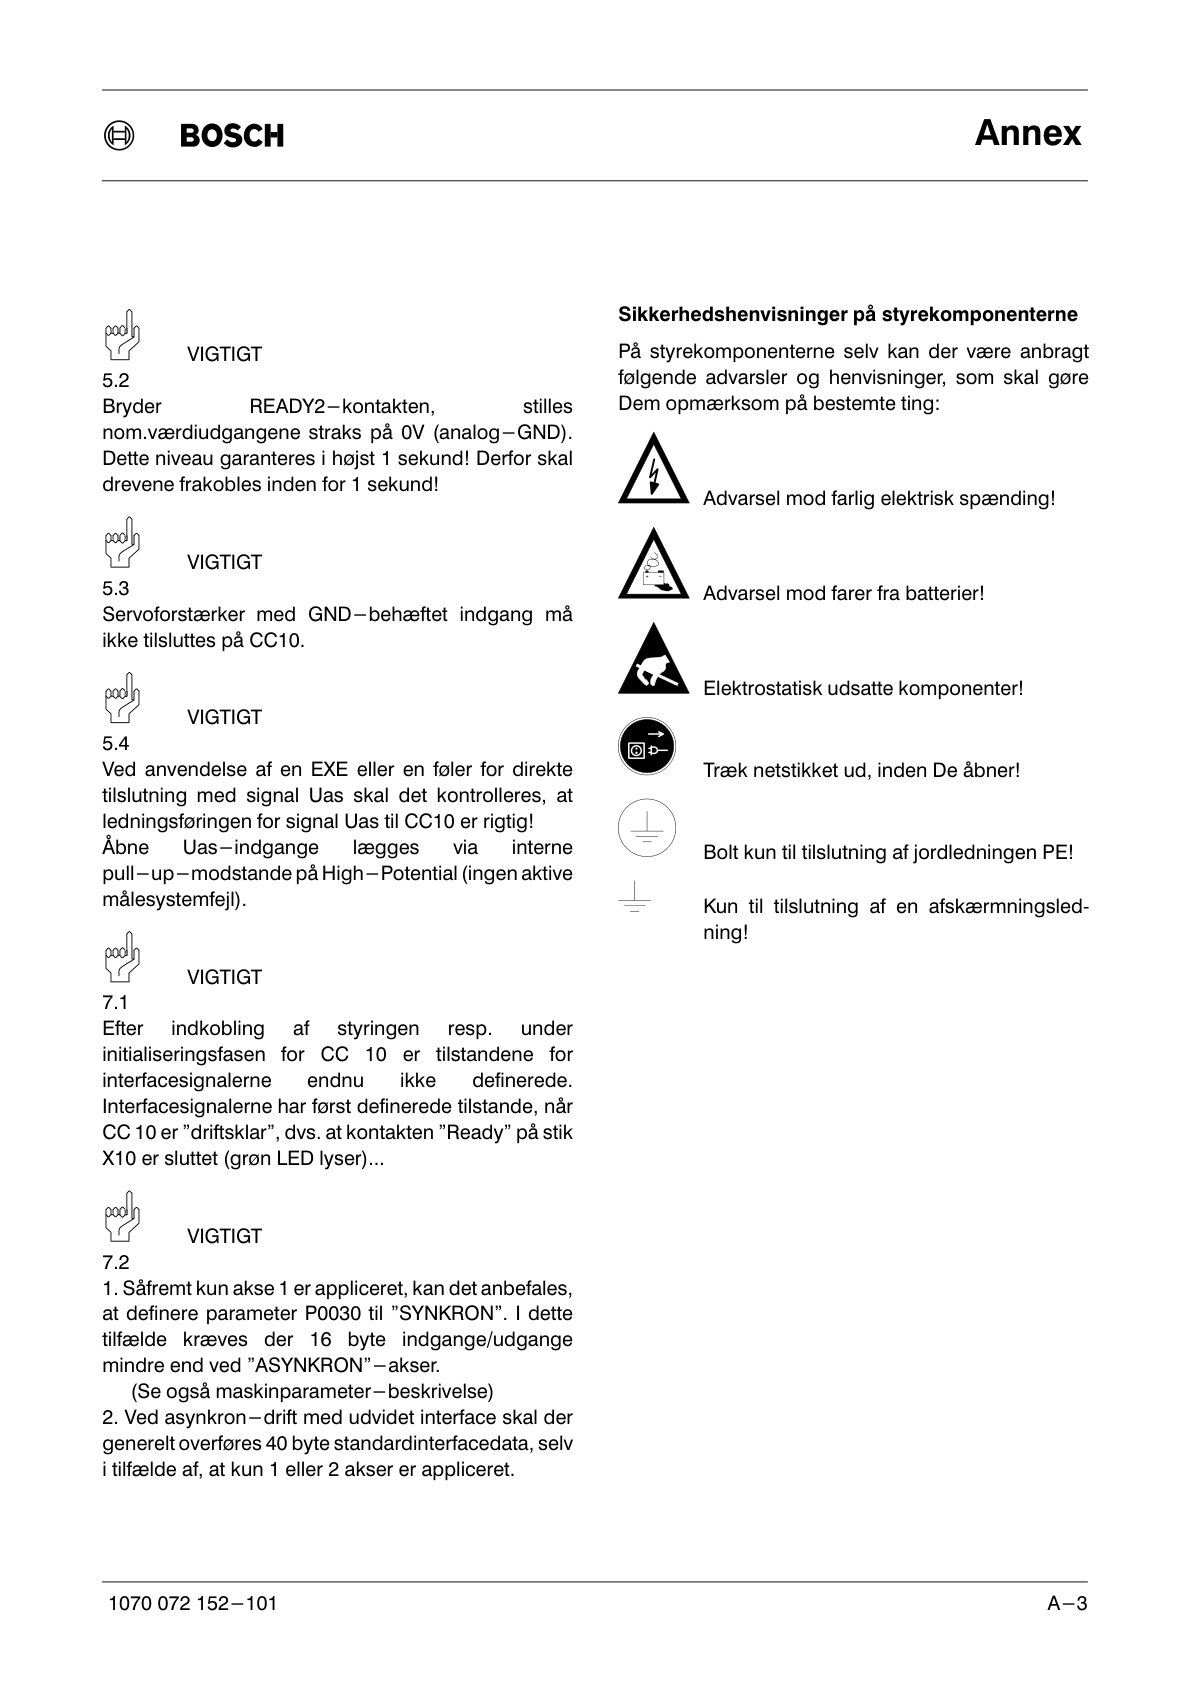 BOSCH
Annex
VIGTIGT
5.2
Bryder READY2−kontakten, stilles
nom.værdiudgangene straks på 0V (analog−GND).
Dette niveau garanteres i højst 1 sekund! Derfor skal
drevene frakobles inden for 1 sekund!
VIGTIGT
5.3
Servoforstærker med GND−behæftet indgang må
ikke tilsluttes på CC10.
VIGTIGT
5.4
Ved anvendelse af en EXE eller en føler for direkte
tilslutning med signal Uas skal det kontrolleres, at
ledningsføringen for signal Uas til CC10 er rigtig!
Åbne Uas−indgange lægges via interne
pull−up−modstande på High−Potential (ingen aktive
målesystemfejl).
VIGTIGT
7.1
Efter indkobling af styringen resp. under
initialiseringsfasen for CC 10 er tilstandene for
interfacesignalerne endnu ikke definerede.
Interfacesignalerne har først definerede tilstande, når
CC 10 er ”driftsklar”, dvs. at kontakten ”Ready” på stik
X10 er sluttet (grøn LED lyser)...
VIGTIGT
7.2
1. Såfremt kun akse 1 er appliceret, kan det anbefales,
at definere parameter P0030 til ”SYNKRON”. I dette
tilfælde kræves der 16 byte indgange/udgange
mindre end ved ”ASYNKRON”−akser.
(Se også maskinparameter−beskrivelse)
2. Ved asynkron−drift med udvidet interface skal der
generelt overføres 40 byte standardinterfacedata, selv
i tilfælde af, at kun 1 eller 2 akser er appliceret.
Sikkerhedshenvisninger på styrekomponenterne
På styrekomponenterne selv kan der være anbragt
følgende advarsler og henvisninger, som skal gøre
Dem opmærksom på bestemte ting:
Advarsel mod farlig elektrisk spænding!
Advarsel mod farer fra batterier!
Elektrostatisk udsatte komponenter!
Træk netstikket ud, inden De åbner!
Bolt kun til tilslutning af jordledningen PE!
Kun til tilslutning af en afskærmningsled-
ning!
1070 072 152−101
A−3